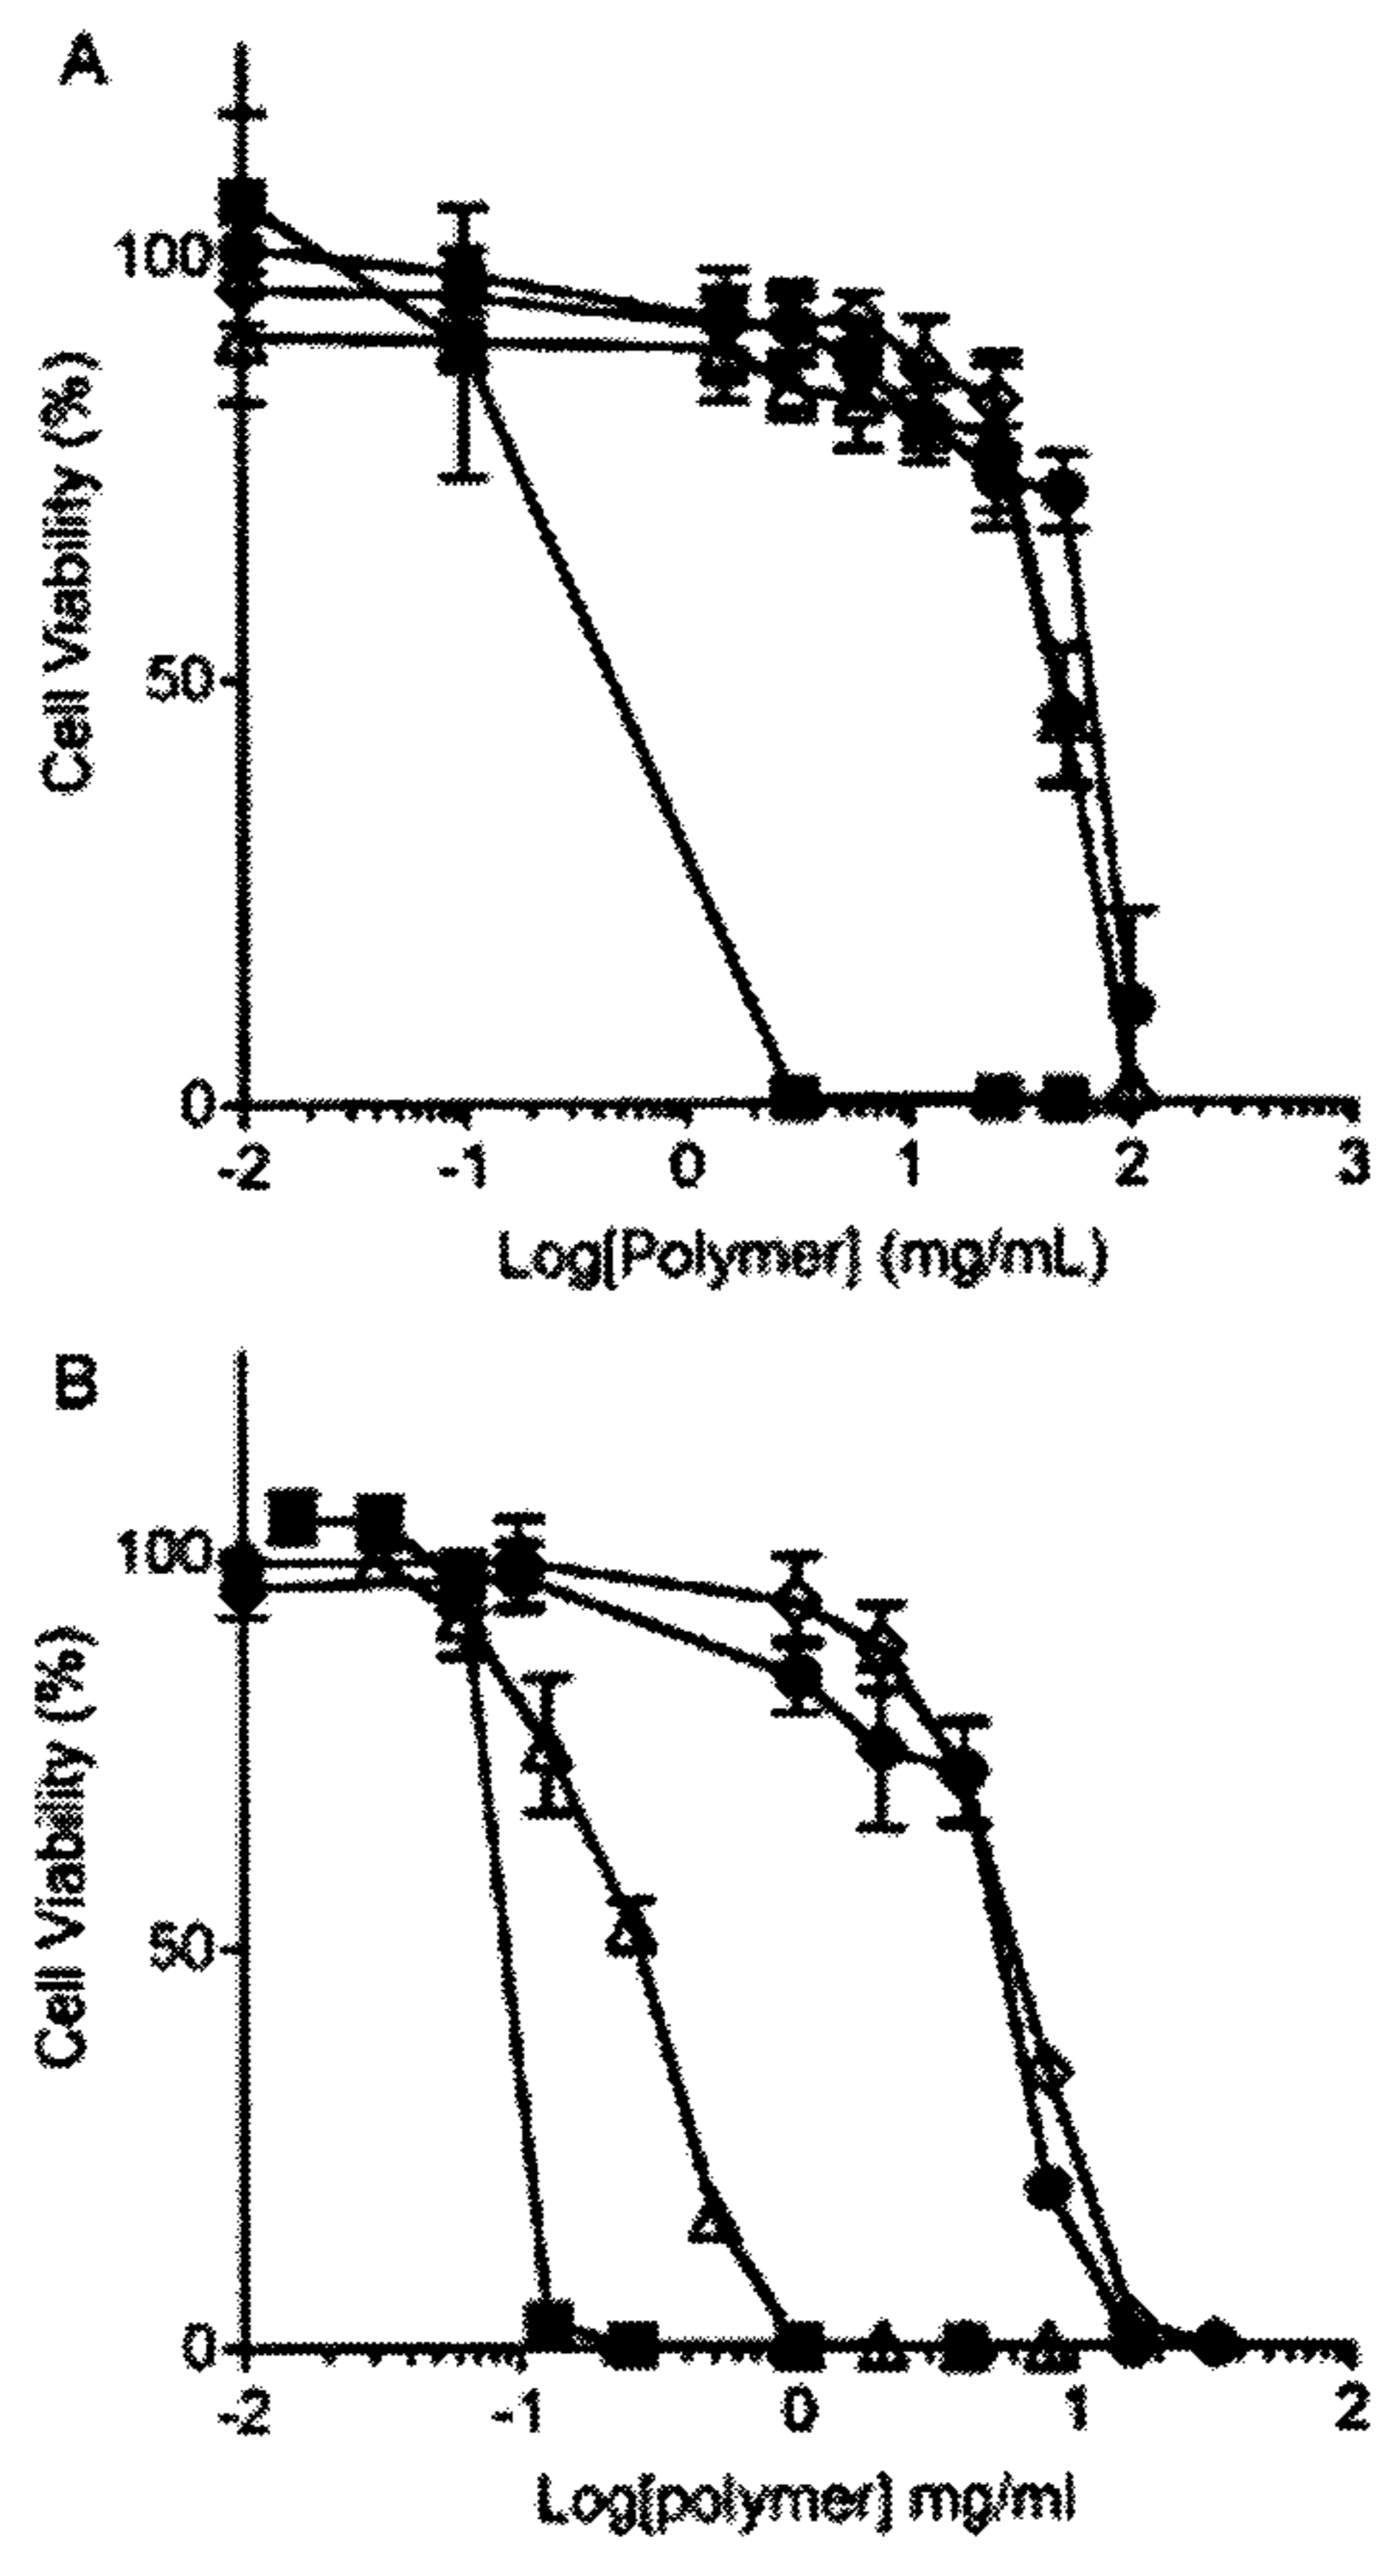 A
100
50
0
Cell Viability (%)
-2 -1 0 1 2 3
Log[Polymer] (mg/mL)
B
100
50
0
Cell Viability (%)
-2 -1 0 1 2
Log[polymer] mg/ml